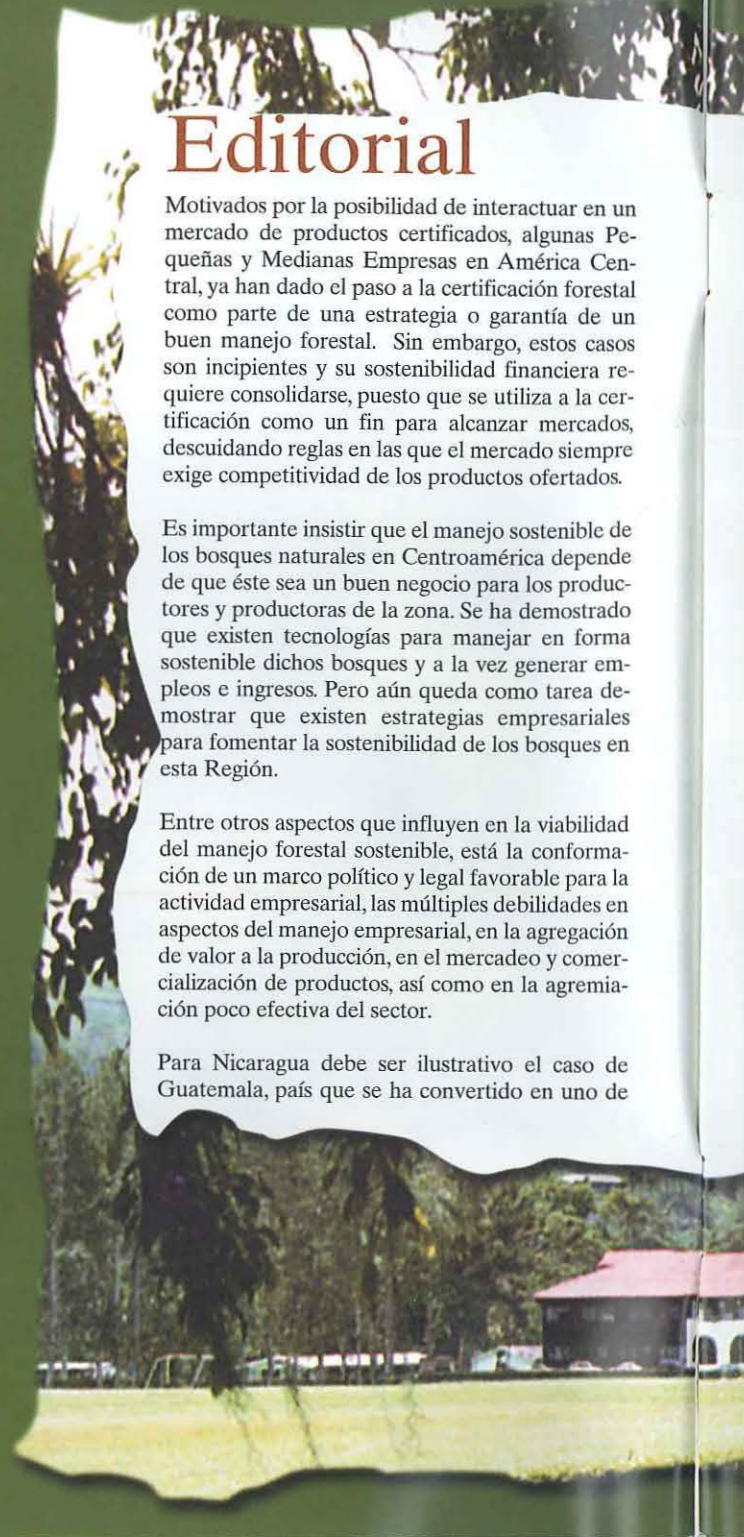 Editorial
Motivados por la posibilidad de interactuar en un
mercado de productos certificados, algunas Pe-
queñas y Medianas Empresas en América Cen-
tral, ya han dado el paso a la certificación forestal
como parte de una estrategia o garantía de un
buen manejo forestal. Sin embargo, estos casos
son incipientes y su sostenibilidad financiera re-
quiere consolidarse, puesto que se utiliza a la cer-
tificación como un fin para alcanzar mercados,
descuidando reglas en las que el mercado siempre
exige competitividad de los productos ofertados.
Es importante insistir que el manejo sostenible de
los bosques naturales en Centroamérica depende
de que éste sea un buen negocio para los produc-
tores y productoras de la zona. Se ha demostrado
que existen tecnologías para manejar en forma
sostenible dichos bosques y a la vez generar em-
pleos e ingresos. Pero aún queda como tarea de-
mostrar que existen estrategias empresariales
para fomentar la sostenibilidad de los bosques en
esta Región.
Entre otros aspectos que influyen en la viabilidad
del manejo forestal sostenible, está la conforma-
ción de un marco político y legal favorable para la
actividad empresarial, las múltiples debilidades en
aspectos del manejo empresarial, en la agregación
de valor a la producción, en el mercadeo y comer-
cialización de productos, así como en la agremia-
ción poco efectiva del sector.
Para Nicaragua debe ser ilustrativo el caso de
Guatemala, país que se ha convertido en uno de